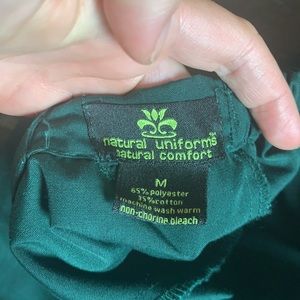 natural uniforms
natural comfort
M
65% polyester
35% cotton
machine wash warm
non-chorine bleach